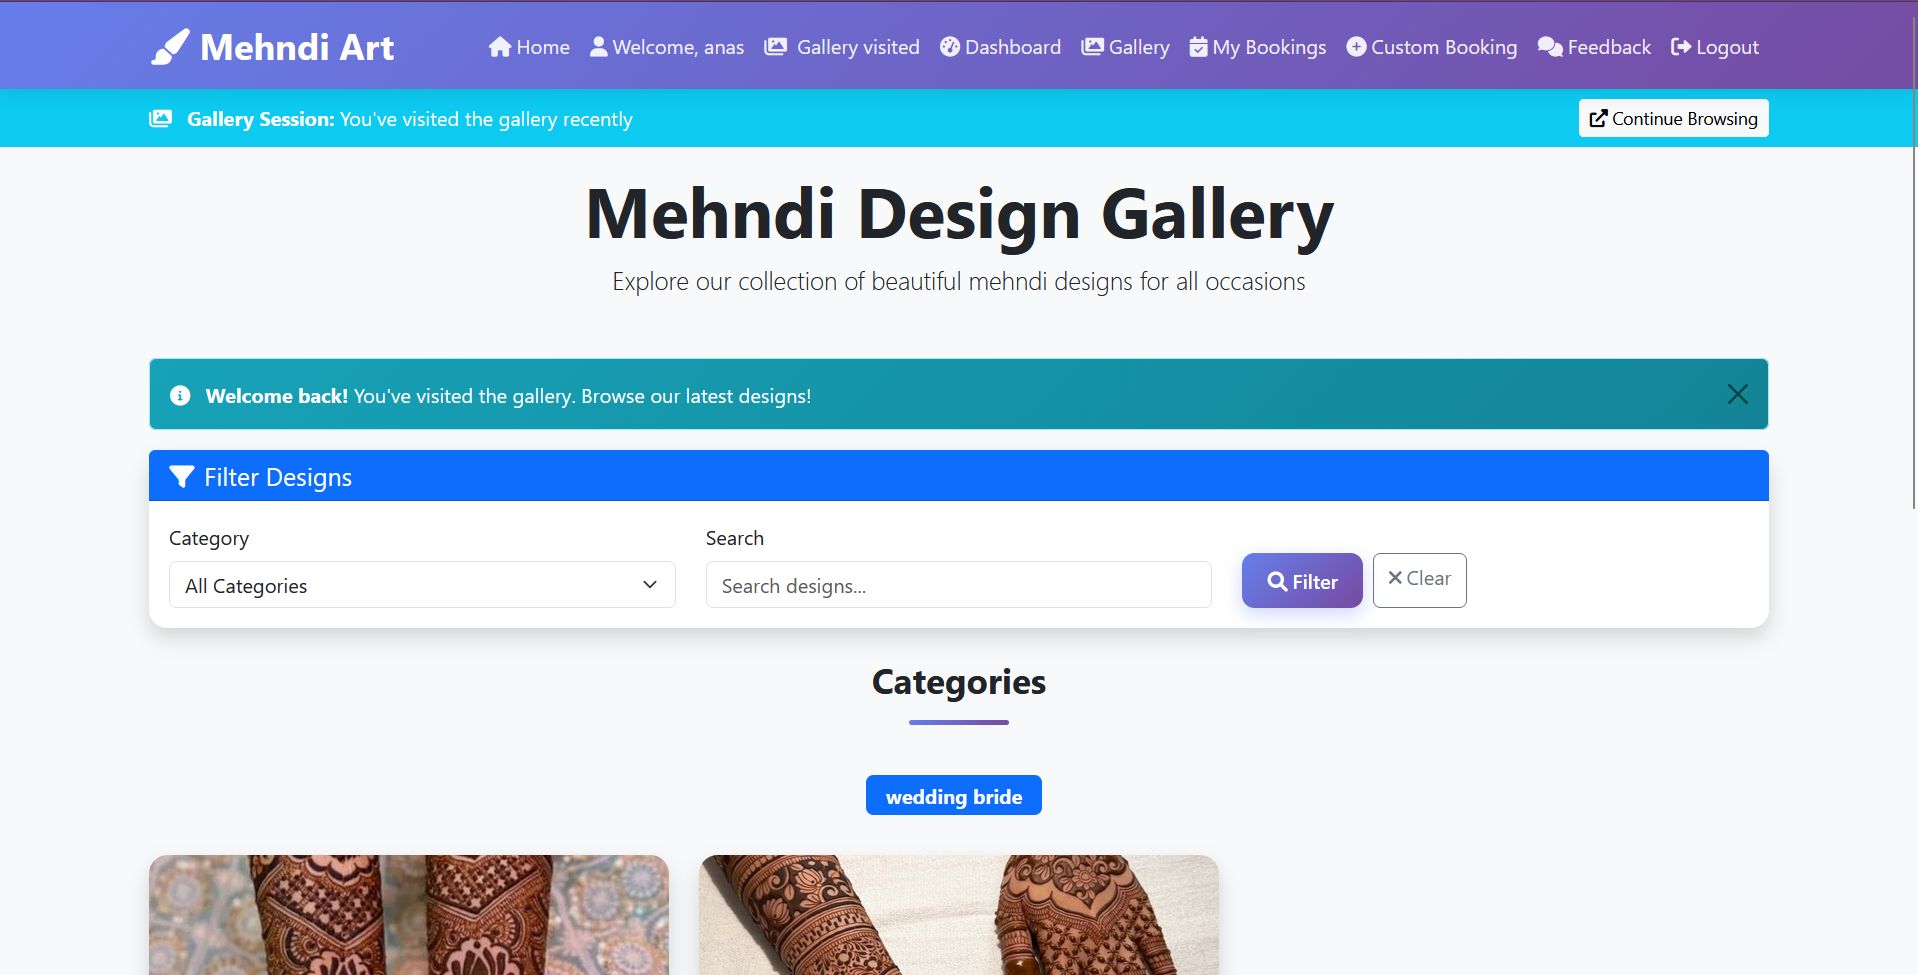 Mehndi Art
Home Welcome, anas Gallery visited Dashboard Gallery My Bookings Custom Booking Feedback Logout
Gallery Session: You've visited the gallery recently
Continue Browsing
Mehndi Design Gallery
Explore our collection of beautiful mehndi designs for all occasions
Welcome back! You've visited the gallery. Browse our latest designs!
Filter Designs
Category
All Categories
Search
Search designs...
Filter
Clear
Categories
wedding bride